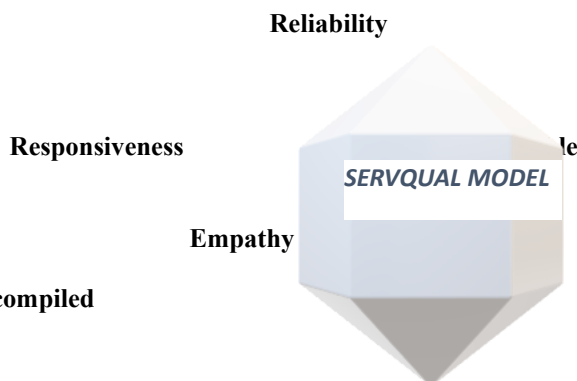 Reliability
Responsiveness
SERVQUAL MODEL
Empathy
compiled